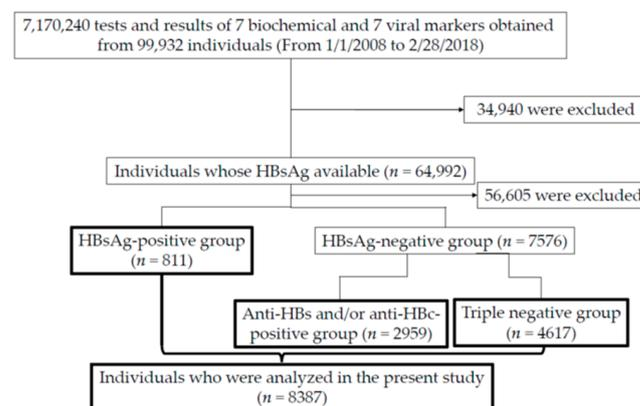 7,170,240 tests and results of 7 biochemical and 7 viral markers obtained
from 99,932 individuals (From 1/1/2008 to 2/28/2018)
34,940 were excluded
Individuals whose HBsAg available (n = 64,992)
56,605 were excluded
HBsAg-positive group
(n = 811)
HBsAg-negative group (n = 7576)
Anti-HBs and/or anti-HBc-
positive group (n = 2959)
Triple negative group
(n = 4617)
Individuals who were analyzed in the present study
(n = 8387)